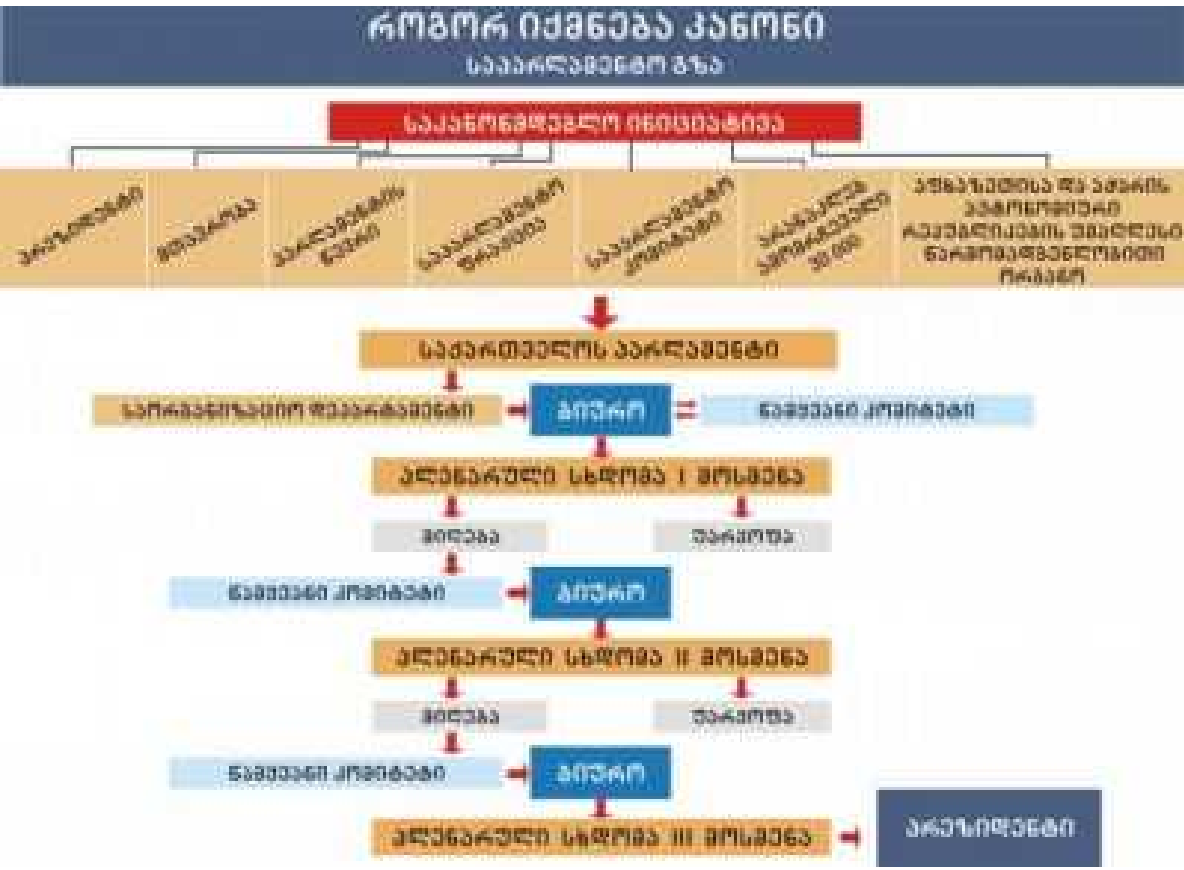 როგორ იქმნება კანონი
საპარლამენტო გზა
საკანონმდებლო ინიციატივა
პრეზიდენტი
მთავრობა
პარლამენტის
წევრი
საპარლამენტო
ფრაქცია
საპარლამენტო
კომიტეტი
არანაკლებ
ამომრჩეველი
30 000
აფხაზეთისა და აჭარის
ავტონომიური
რესპუბლიკების უმაღლესი
წარმომადგენლობითი
ორგანო
საქართველოს პარლამენტი
საორგანიზაციო დეპარტამენტი
ბიურო
წამყვანი კომიტეტი
პლენარული სხდომა I მოსმენა
მიღება
უარყოფა
წამყვანი კომიტეტი
ბიურო
პლენარული სხდომა II მოსმენა
მიღება
უარყოფა
წამყვანი კომიტეტი
ბიურო
პლენარული სხდომა III მოსმენა
პრეზიდენტი